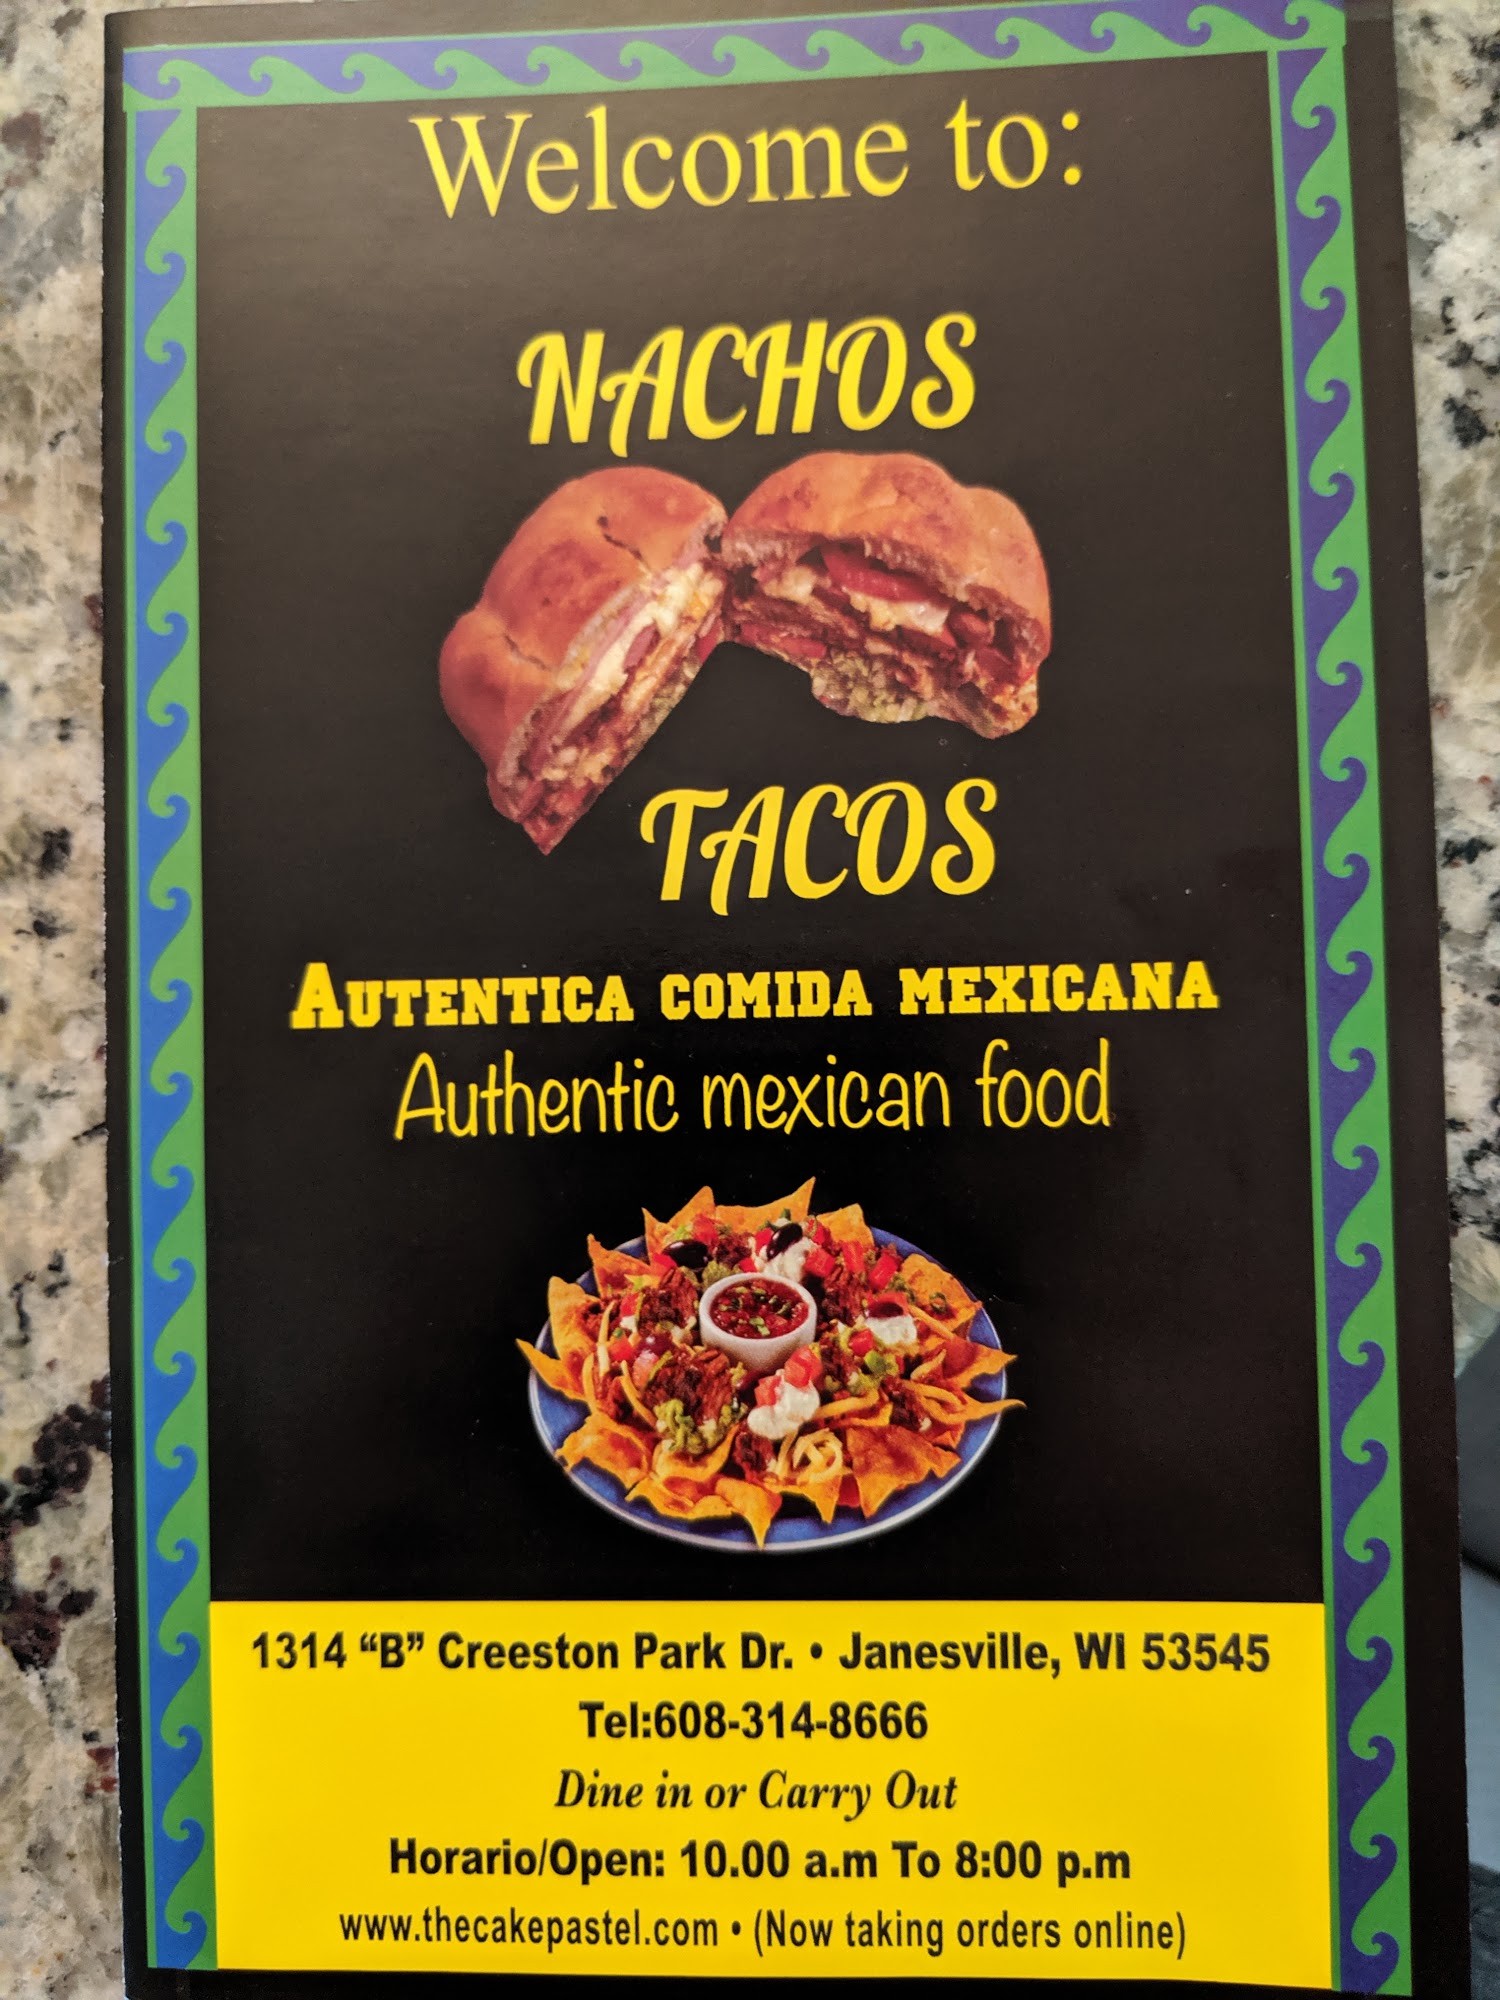 Welcome to:
NACHOS
TACOS
AUTENTICA COMIDA MEXICANA
Authentic mexican food
1314 “B” Creeston Park Dr. • Janesville, WI 53545
Tel:608-314-8666
Dine in or Carry Out
Horario/Open: 10.00 a.m To 8:00 p.m
www.thecakepastel.com • (Now taking orders online)